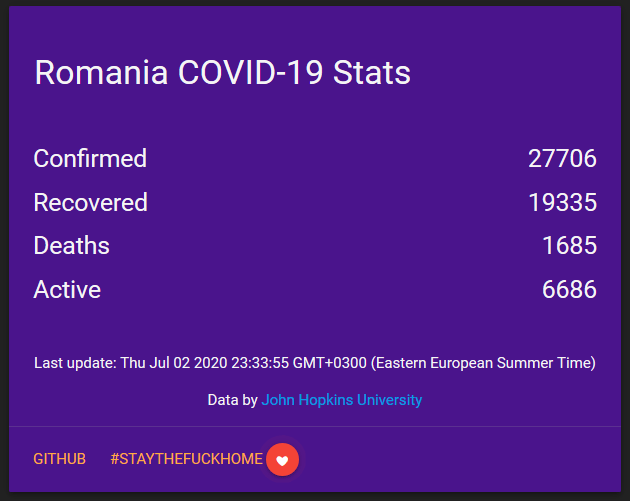 Romania COVID-19 Stats
Confirmed 27706
Recovered 19335
Deaths 1685
Active 6686
Last update: Thu Jul 02 2020 23:33:55 GMT+0300 (Eastern European Summer Time)
Data by John Hopkins University
GITHUB #STAYTHEFUCKHOME